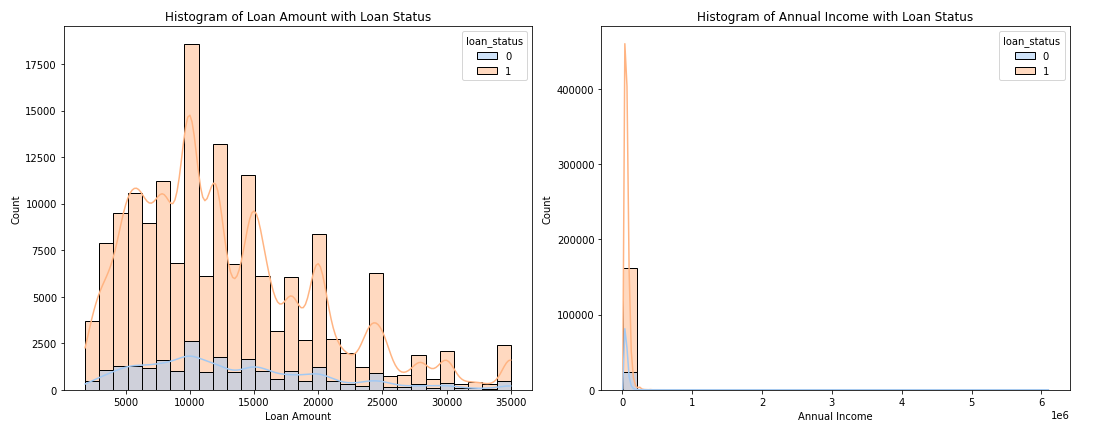 Histogram of Loan Amount with Loan Status
loan_status
0
1
17500
15000
12500
10000
7500
5000
2500
0
Count
5000 10000 15000 20000 25000 30000 35000
Loan Amount
Histogram of Annual Income with Loan Status
loan_status
0
1
400000
300000
200000
100000
0
Count
0 1 2 3 4 5 6
1e6
Annual Income